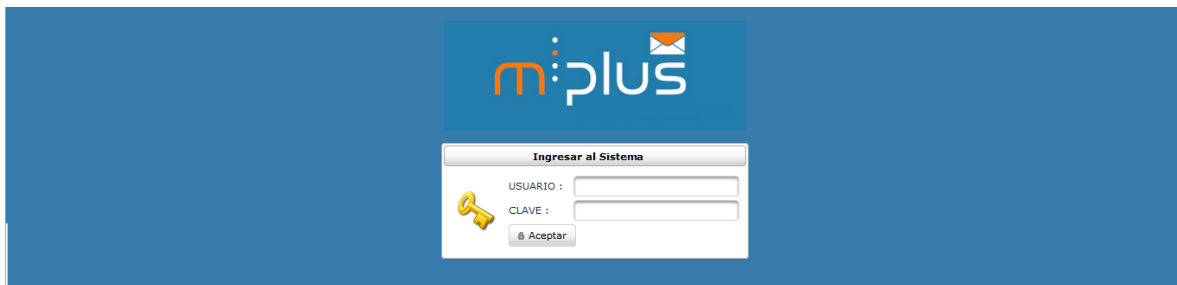 m:plus
Ingresar al Sistema
USUARIO :
CLAVE :
Aceptar